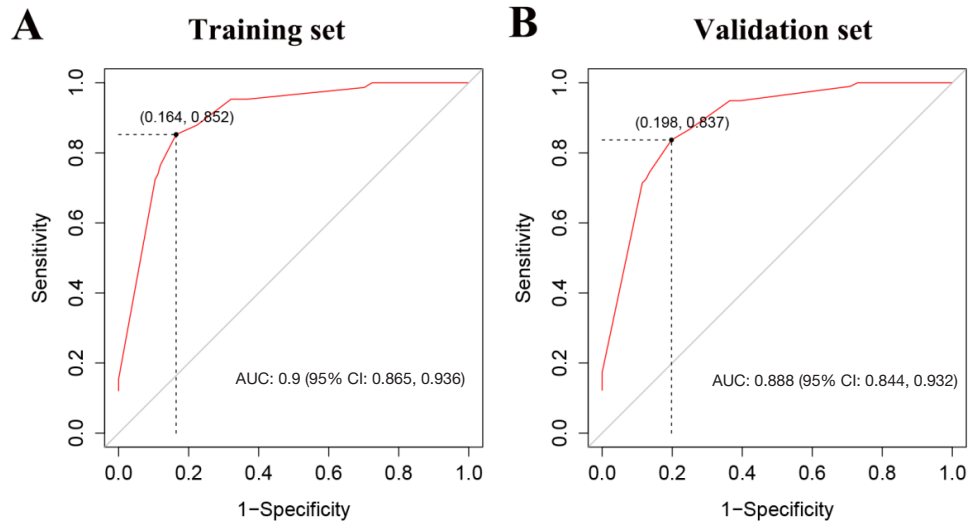 A Training set
1.0
0.8
0.6
0.4
0.2
0.0
Sensitivity
(0.164, 0.852)
AUC: 0.9 (95% CI: 0.865, 0.936)
0.0 0.2 0.4 0.6 0.8 1.0
1−Specificity
B Validation set
1.0
0.8
0.6
0.4
0.2
0.0
Sensitivity
(0.198, 0.837)
AUC: 0.888 (95% CI: 0.844, 0.932)
0.0 0.2 0.4 0.6 0.8 1.0
1−Specificity